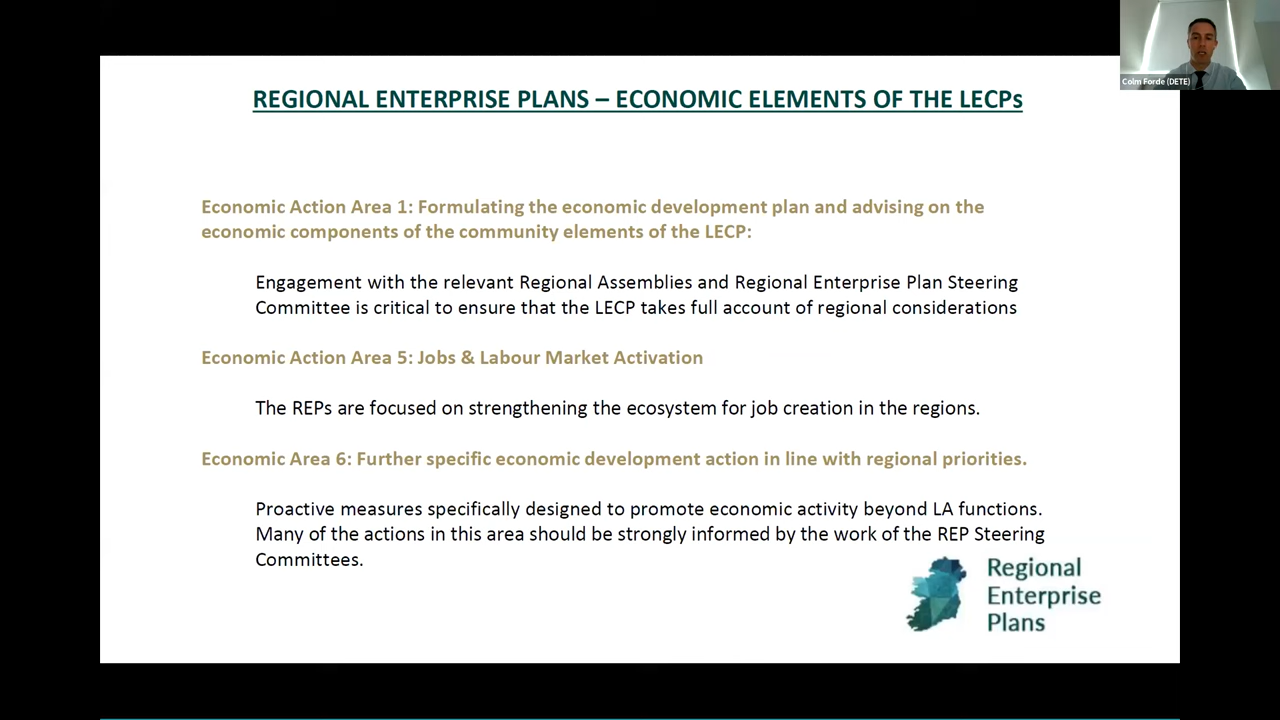 Colm Forde (DETE)
REGIONAL ENTERPRISE PLANS – ECONOMIC ELEMENTS OF THE LECPs
Economic Action Area 1: Formulating the economic development plan and advising on the
economic components of the community elements of the LECP:
Engagement with the relevant Regional Assemblies and Regional Enterprise Plan Steering
Committee is critical to ensure that the LECP takes full account of regional considerations
Economic Action Area 5: Jobs & Labour Market Activation
The REPs are focused on strengthening the ecosystem for job creation in the regions.
Economic Area 6: Further specific economic development action in line with regional priorities.
Proactive measures specifically designed to promote economic activity beyond LA functions.
Many of the actions in this area should be strongly informed by the work of the REP Steering
Committees.
Regional
Enterprise
Plans